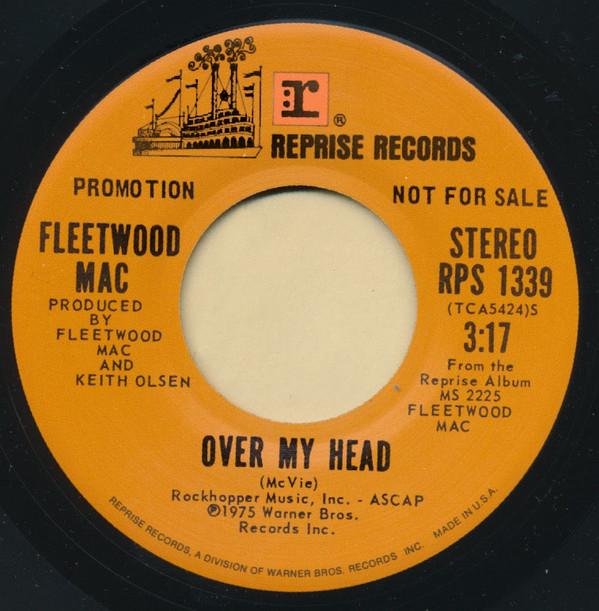 r
®
REPRISE RECORDS
PROMOTION
NOT FOR SALE
FLEETWOOD
MAC
PRODUCED
BY
FLEETWOOD
MAC
AND
KEITH OLSEN
STEREO
RPS 1339
(TCA5424)S
3:17
From the
Reprise Album
MS 2225
FLEETWOOD
MAC
OVER MY HEAD
(McVie)
Rockhopper Music, Inc. - ASCAP
℗1975 Warner Bros.
Records Inc.
REPRISE RECORDS, A DIVISION OF WARNER BROS. RECORDS INC. MADE IN U.S.A.